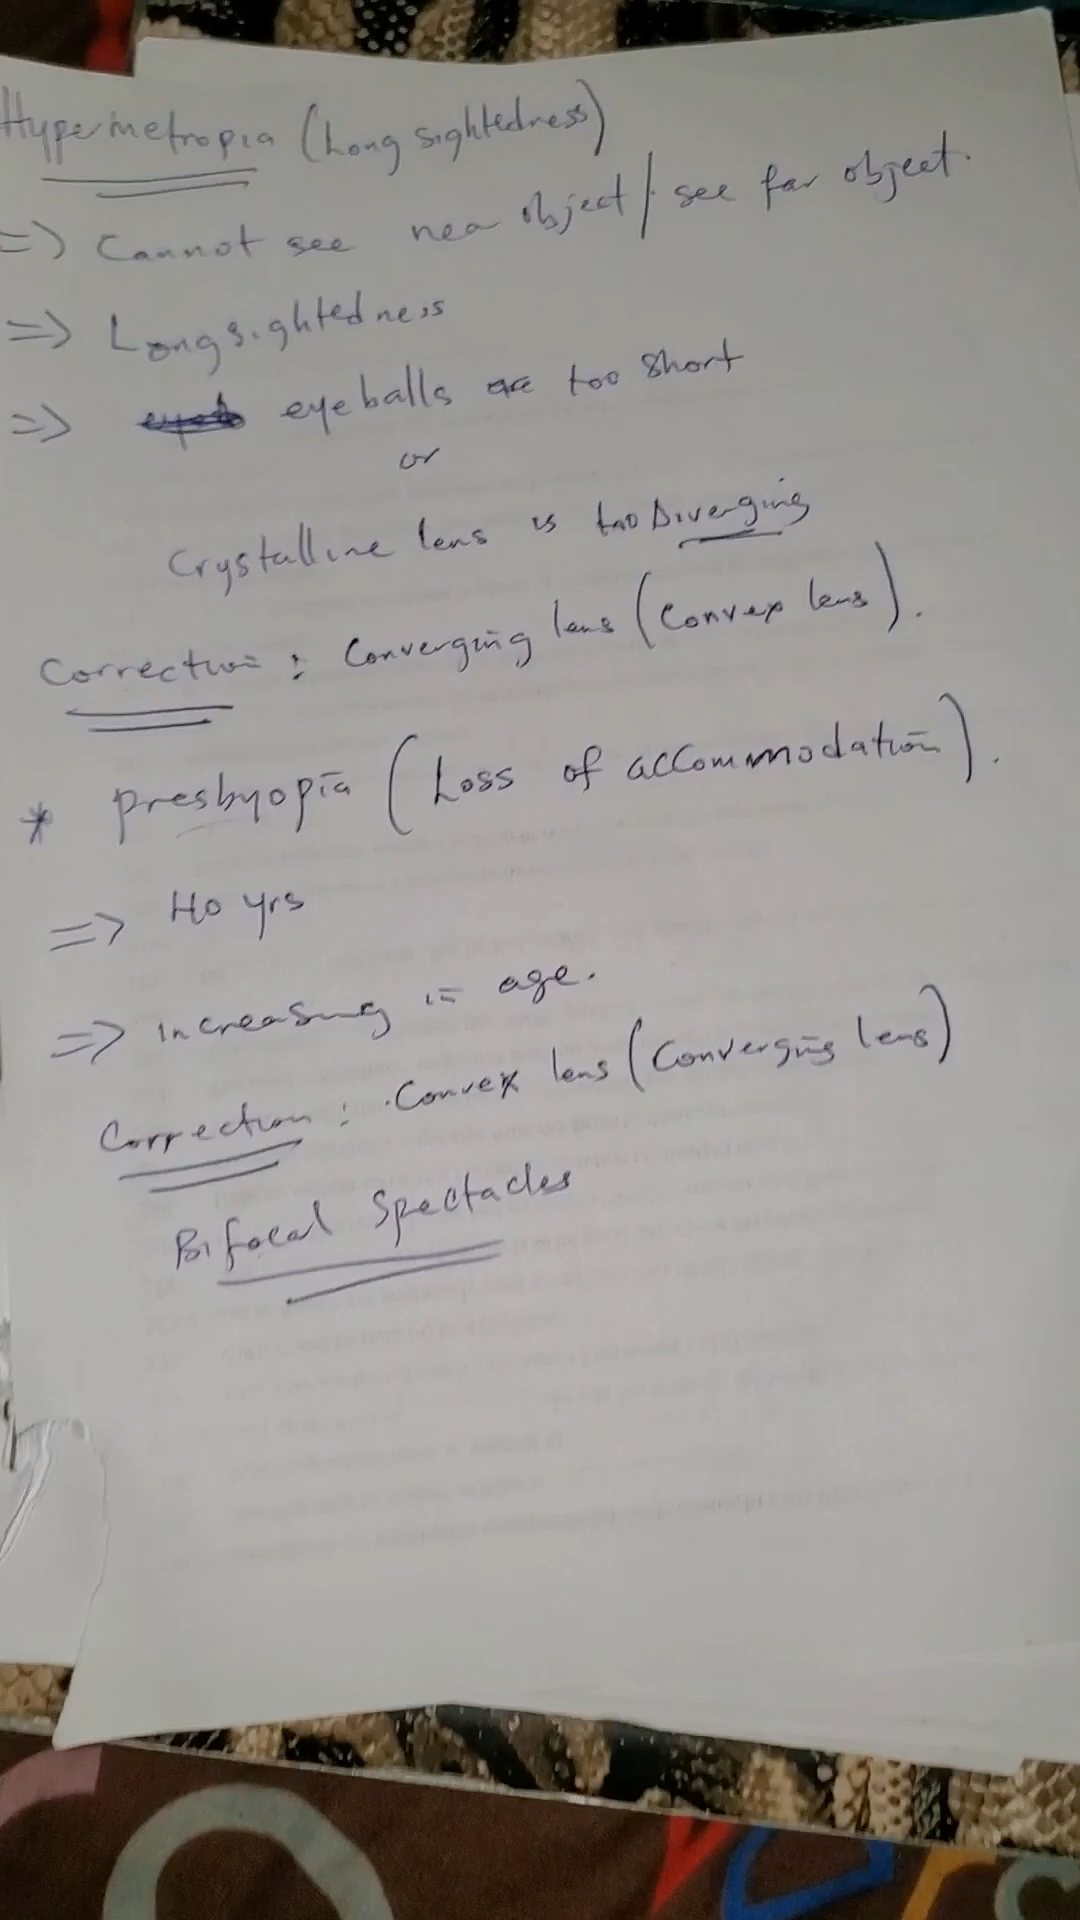 Hypermetropia (Long sightedness)
=> Cannot see near object / see far object.
=> Longsightedness
=> eyeballs are too short
or
Crystalline lens is too Diverging
Correction : Converging lens (Convex lens).
* Presbyopia (Loss of accommodation).
=> 40 yrs
=> increasing in age.
Correction : Convex lens (Converging lens)
Bifocal Spectacles